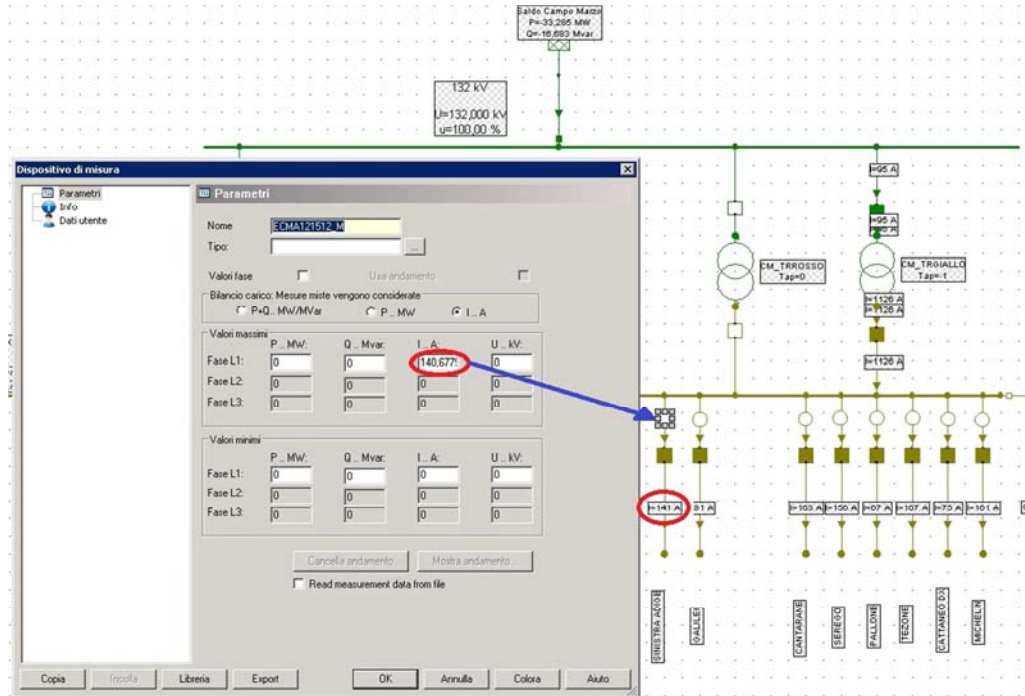 Saldo Campo Marzo
P=-33,285 MW
Q=-16,683 Mvar
132 kV
U=132,000 kV
u=100,00 %
Dispositivo di misura
Parametri
Info
Dati utente
Parametri
Nome
ECMA121512_M
Tipo:
...
Valori fase
Usa andamento
Bilancio carico: Mesure miste vengono considerate
P+Q.. MW/MVar
P .. MW
I .. A
Valori massimi
P .. MW:
Q .. Mvar:
I .. A:
U .. kV:
Fase L1:
0
0
140,6779
0
Fase L2:
0
0
0
0
Fase L3:
0
0
0
0
Valori minimi
P .. MW:
Q .. Mvar:
I .. A:
U .. kV:
Fase L1:
0
0
0
0
Fase L2:
0
0
0
0
Fase L3:
0
0
0
0
Cancella andamento
Mostra andamento...
Read measurement data from file
Copia
Incolla
Libreria
Export
OK
Annulla
Colora
Aiuto
I=95 A
I=95 A
CM_TRROSSO
Tap=0
CM_TRGIALLO
Tap=-1
I=1126 A
I=1126 A
I=1126 A
I=141 A
81 A
I=103 A
I=107 A
I=101 A
SINISTRA ADIGE
GALILEI
CANTARANE
SEREGO
PALLONE
TEZONE
CATTANEO DX
MICHELIN